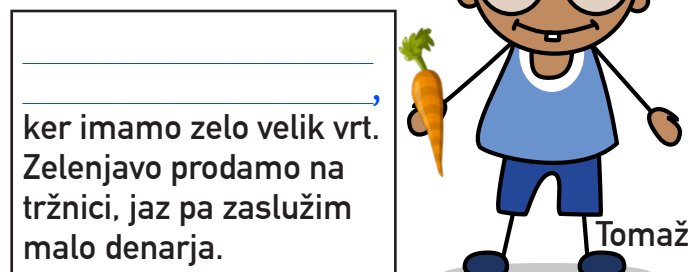 ,
ker imamo zelo velik vrt.
Zelenjavo prodamo na
tržnici, jaz pa zaslužim
malo denarja.
Tomaž